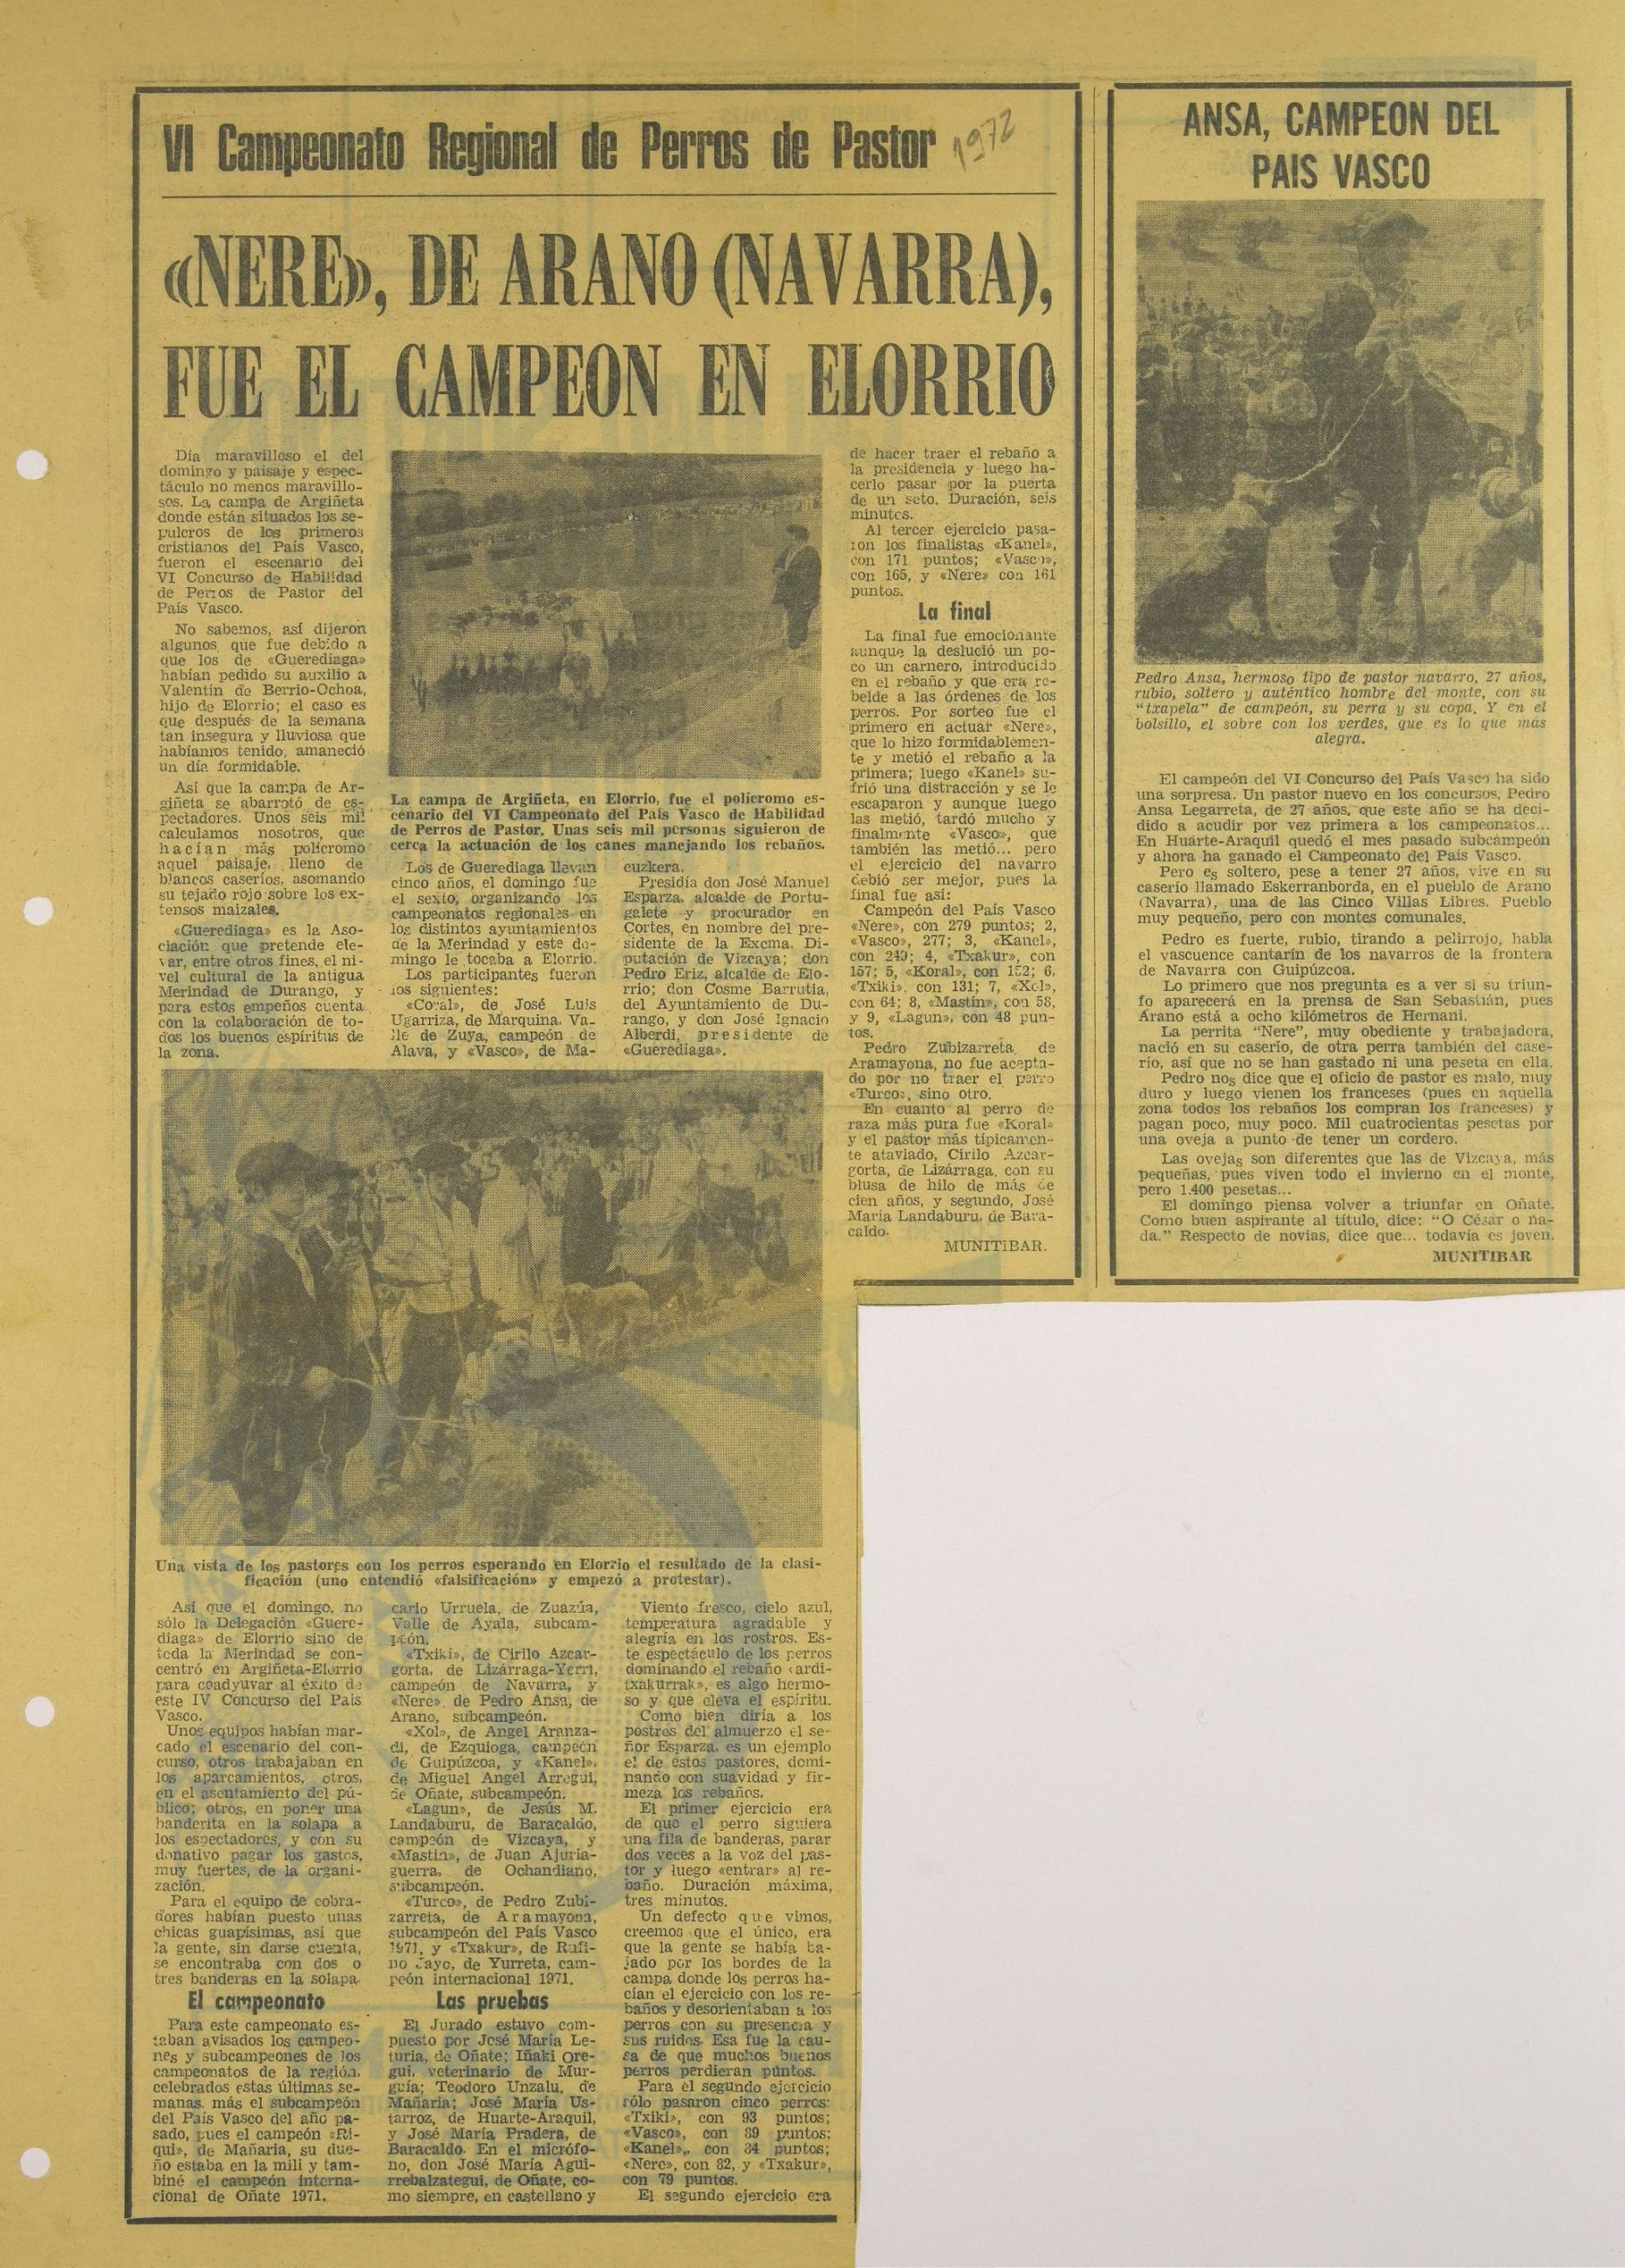 VI Campeonato Regional de Perros de Pastor
1972
«NERE», DE ARANO (NAVARRA),
FUE EL CAMPEON EN ELORRIO
Día maravilloso el del
domingo y paisaje y espec-
táculo no menos maravillo-
sos. La campa de Argiñeta
donde están situados los se-
pulcros de los primeros
cristianos del País Vasco,
fueron el escenario del
VI Concurso de Habilidad
de Perros de Pastor del
País Vasco.
No sabemos, así dijeron
algunos, que fue debido a
que los de «Guerediaga»
habían pedido su auxilio a
Valentín de Berrio-Ochoa,
hijo de Elorrio; el caso es
que después de la semana
tan insegura y lluviosa que
habíamos tenido, amaneció
un día formidable.
Así que la campa de Ar-
giñeta se abarrotó de es-
pectadores. Unos seis mil
calculamos nosotros, que
hacían más polícromo
aquel paisaje, lleno de
blancos caseríos, asomando
su tejado rojo sobre los ex-
tensos maizales.
«Guerediaga» es la Aso-
ciación que pretende ele-
var, entre otros fines, el ni-
vel cultural de la antigua
Merindad de Durango, y
para estos empeños cuenta
con la colaboración de to-
dos los buenos espíritus de
la zona.
La campa de Argiñeta, en Elorrio, fue el polícromo es-
cenario del VI Campeonato del País Vasco de Habilidad
de Perros de Pastor. Unas seis mil personas siguieron de
cerca la actuación de los canes manejando los rebaños.
Los de Guerediaga llevan
cinco años, el domingo fue
el sexto, organizando los
campeonatos regionales en
los distintos ayuntamientos
de la Merindad y este do-
mingo le tocaba a Elorrio.
Los participantes fueron
los siguientes:
«Coral», de José Luis
Ugarriza, de Marquina, Va-
lle de Zuya, campeón de
Alava, y «Vasco», de Ma-
euzkera.
Presidía don José Manuel
Esparza, alcalde de Portu-
galete y procurador en
Cortes, en nombre del pre-
sidente de la Excma. Di-
putación de Vizcaya; don
Pedro Eriz, alcalde de Elo-
rrio; don Cosme Barrutia,
del Ayuntamiento de Du-
rango, y don José Ignacio
Alberdi, presidente de
«Guerediaga».
Una vista de los pastores con los perros esperando en Elorrio el resultado de la clasi-
ficación (uno entendió «falsificación» y empezó a protestar).
Así que el domingo, no
sólo la Delegación «Guere-
diaga» de Elorrio sino de
toda la Merindad se con-
centró en Argiñeta-Elorrio
para coadyuvar al éxito de
este IV Concurso del País
Vasco.
Unos equipos habían mar-
cado el escenario del con-
curso, otros trabajaban en
los aparcamientos, otros,
en el asentamiento del pú-
blico; otros, en poner una
banderita en la solapa a
los espectadores, y con su
donativo pagar los gastos,
muy fuertes, de la organi-
zación.
Para el equipo de cobra-
dores habían puesto unas
chicas guapísimas, así que
la gente, sin darse cuenta,
se encontraba con dos o
tres banderas en la solapa.
El campeonato
Para este campeonato es-
taban avisados los campeo-
nes y subcampeones de los
campeonatos de la región,
celebrados estas últimas se-
manas, más el subcampeón
del País Vasco del año pa-
sado, pues el campeón «Ri-
qui», de Mañaria, su due-
ño estaba en la mili y tam-
biné el campeón interna-
cional de Oñate 1971.
cario Urruela, de Zuazúa,
Valle de Ayala, subcam-
peón.
«Txiki», de Cirilo Azcar-
gorta, de Lizárraga-Yerri,
campeón de Navarra, y
«Nere», de Pedro Ansa, de
Arano, subcampeón.
«Xol», de Angel Aranza-
di, de Ezquioga, campeón
de Guipúzcoa, y «Kanel»,
de Miguel Angel Arregui,
de Oñate, subcampeón.
«Lagun», de Jesús M.
Landaburu, de Baracaldo,
campeón de Vizcaya, y
«Mastín», de Juan Ajuria-
guerra, de Ochandiano,
subcampeón.
«Turco», de Pedro Zubi-
zarreta, de Aramayona,
subcampeón del País Vasco
1971, y «Txakur», de Rufi-
no Jayo, de Yurreta, cam-
peón internacional 1971.
Las pruebas
El Jurado estuvo com-
puesto por José María Le-
turia, de Oñate; Iñaki Ore-
gui, veterinario de Mur-
guía; Teodoro Unzalu, de
Mañaria; José María Us-
tarroz, de Huarte-Araquil,
y José María Pradera, de
Baracaldo. En el micrófo-
no, don José María Agui-
rrebalzategui, de Oñate, co-
mo siempre, en castellano y
Viento fresco, cielo azul,
temperatura agradable y
alegría en los rostros. Es-
te espectáculo de los perros
dominando el rebaño «ardi-
txakurrak», es algo hermo-
so y que eleva el espíritu.
Como bien diría a los
postres del almuerzo el se-
ñor Esparza, es un ejemplo
el de estos pastores, domi-
nando con suavidad y fir-
meza los rebaños.
El primer ejercicio era
de que el perro siguiera
una fila de banderas, parar
dos veces a la voz del pas-
tor y luego «entrar» al re-
baño. Duración máxima,
tres minutos.
Un defecto que vimos,
creemos que el único, era
que la gente se había ba-
jado por los bordes de la
campa donde los perros ha-
cían el ejercicio con los re-
baños y desorientaban a los
perros con su presencia y
sus ruidos. Esa fue la cau-
sa de que muchos buenos
perros perdieran puntos.
Para el segundo ejercicio
sólo pasaron cinco perros:
«Txiki», con 93 puntos;
«Vasco», con 89 puntos;
«Kanel», con 84 puntos;
«Nere», con 82, y «Txakur»,
con 79 puntos.
El segundo ejercicio era
de hacer traer el rebaño a
la presidencia y luego ha-
cerlo pasar por la puerta
de un seto. Duración, seis
minutos.
Al tercer ejercicio pasa-
ron los finalistas «Kanel»,
con 171 puntos; «Vasco»,
con 165, y «Nere» con 161
puntos.
La final
La final fue emocionante
aunque la deslució un po-
co un carnero, introducido
en el rebaño y que era re-
belde a las órdenes de los
perros. Por sorteo fue el
primero en actuar «Nere»,
que lo hizo formidablemen-
te y metió el rebaño a la
primera; luego «Kanel» su-
frió una distracción y se le
escaparon y aunque luego
las metió, tardó mucho y
finalmente «Vasco», que
también las metió... pero
el ejercicio del navarro
debió ser mejor, pues la
final fue así:
Campeón del País Vasco
«Nere», con 279 puntos; 2,
«Vasco», 277; 3, «Kanel»,
con 249; 4, «Txakur», con
157; 5, «Koral», con 152; 6,
«Txiki», con 131; 7, «Xol»,
con 64; 8, «Mastín», con 58,
y 9, «Lagun», con 48 pun-
tos.
Pedro Zubizarreta, de
Aramayona, no fue acepta-
do por no traer el perro
«Turco», sino otro.
En cuanto al perro de
raza más pura fue «Koral»
y el pastor más típicamen-
te ataviado, Cirilo Azcar-
gorta, de Lizárraga, con su
blusa de hilo de más de
cien años, y segundo, José
María Landaburu, de Bara-
caldo.
MUNITIBAR.
ANSA, CAMPEON DEL
PAIS VASCO
Pedro Ansa, hermoso tipo de pastor navarro, 27 años,
rubio, soltero y auténtico hombre del monte, con su
"txapela" de campeón, su perra y su copa. Y en el
bolsillo, el sobre con los verdes, que es lo que más
alegra.
El campeón del VI Concurso del País Vasco ha sido
una sorpresa. Un pastor nuevo en los concursos, Pedro
Ansa Legarreta, de 27 años, que este año se ha deci-
dido a acudir por vez primera a los campeonatos...
En Huarte-Araquil quedó el mes pasado subcampeón
y ahora ha ganado el Campeonato del País Vasco.
Pero es soltero, pese a tener 27 años, vive en su
caserío llamado Eskerranborda, en el pueblo de Arano
(Navarra), una de las Cinco Villas Libres. Pueblo
muy pequeño, pero con montes comunales.
Pedro es fuerte, rubio, tirando a pelirrojo, habla
el vascuence cantarín de los navarros de la frontera
de Navarra con Guipúzcoa.
Lo primero que nos pregunta es a ver si su triun-
fo aparecerá en la prensa de San Sebastián, pues
Arano está a ocho kilómetros de Hernani.
La perrita "Nere", muy obediente y trabajadora,
nació en su caserío, de otra perra también del case-
río, así que no se han gastado ni una peseta en ella.
Pedro nos dice que el oficio de pastor es malo, muy
duro y luego vienen los franceses (pues en aquella
zona todos los rebaños los compran los franceses) y
pagan poco, muy poco. Mil cuatrocientas pesetas por
una oveja a punto de tener un cordero.
Las ovejas son diferentes que las de Vizcaya, más
pequeñas, pues viven todo el invierno en el monte,
pero 1.400 pesetas...
El domingo piensa volver a triunfar en Oñate.
Como buen aspirante al título, dice: "O César o na-
da." Respecto de novias, dice que... todavía es joven.
MUNITIBAR